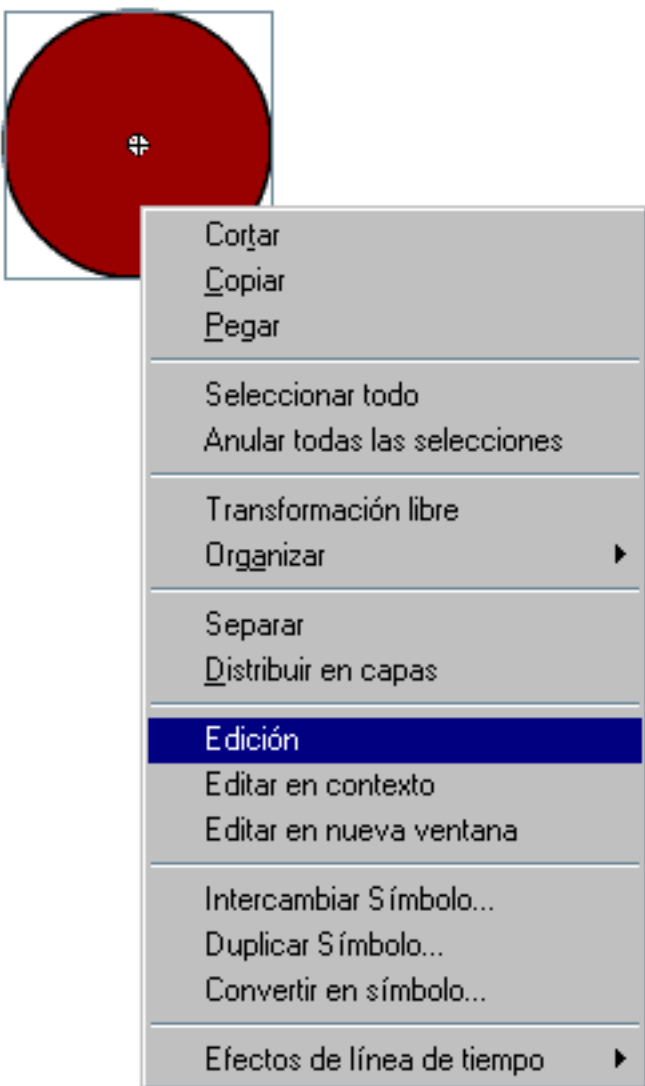 Cortar
Copiar
Pegar
Seleccionar todo
Anular todas las selecciones
Transformación libre
Organizar
Separar
Distribuir en capas
Edición
Editar en contexto
Editar en nueva ventana
Intercambiar Símbolo...
Duplicar Símbolo...
Convertir en símbolo...
Efectos de línea de tiempo